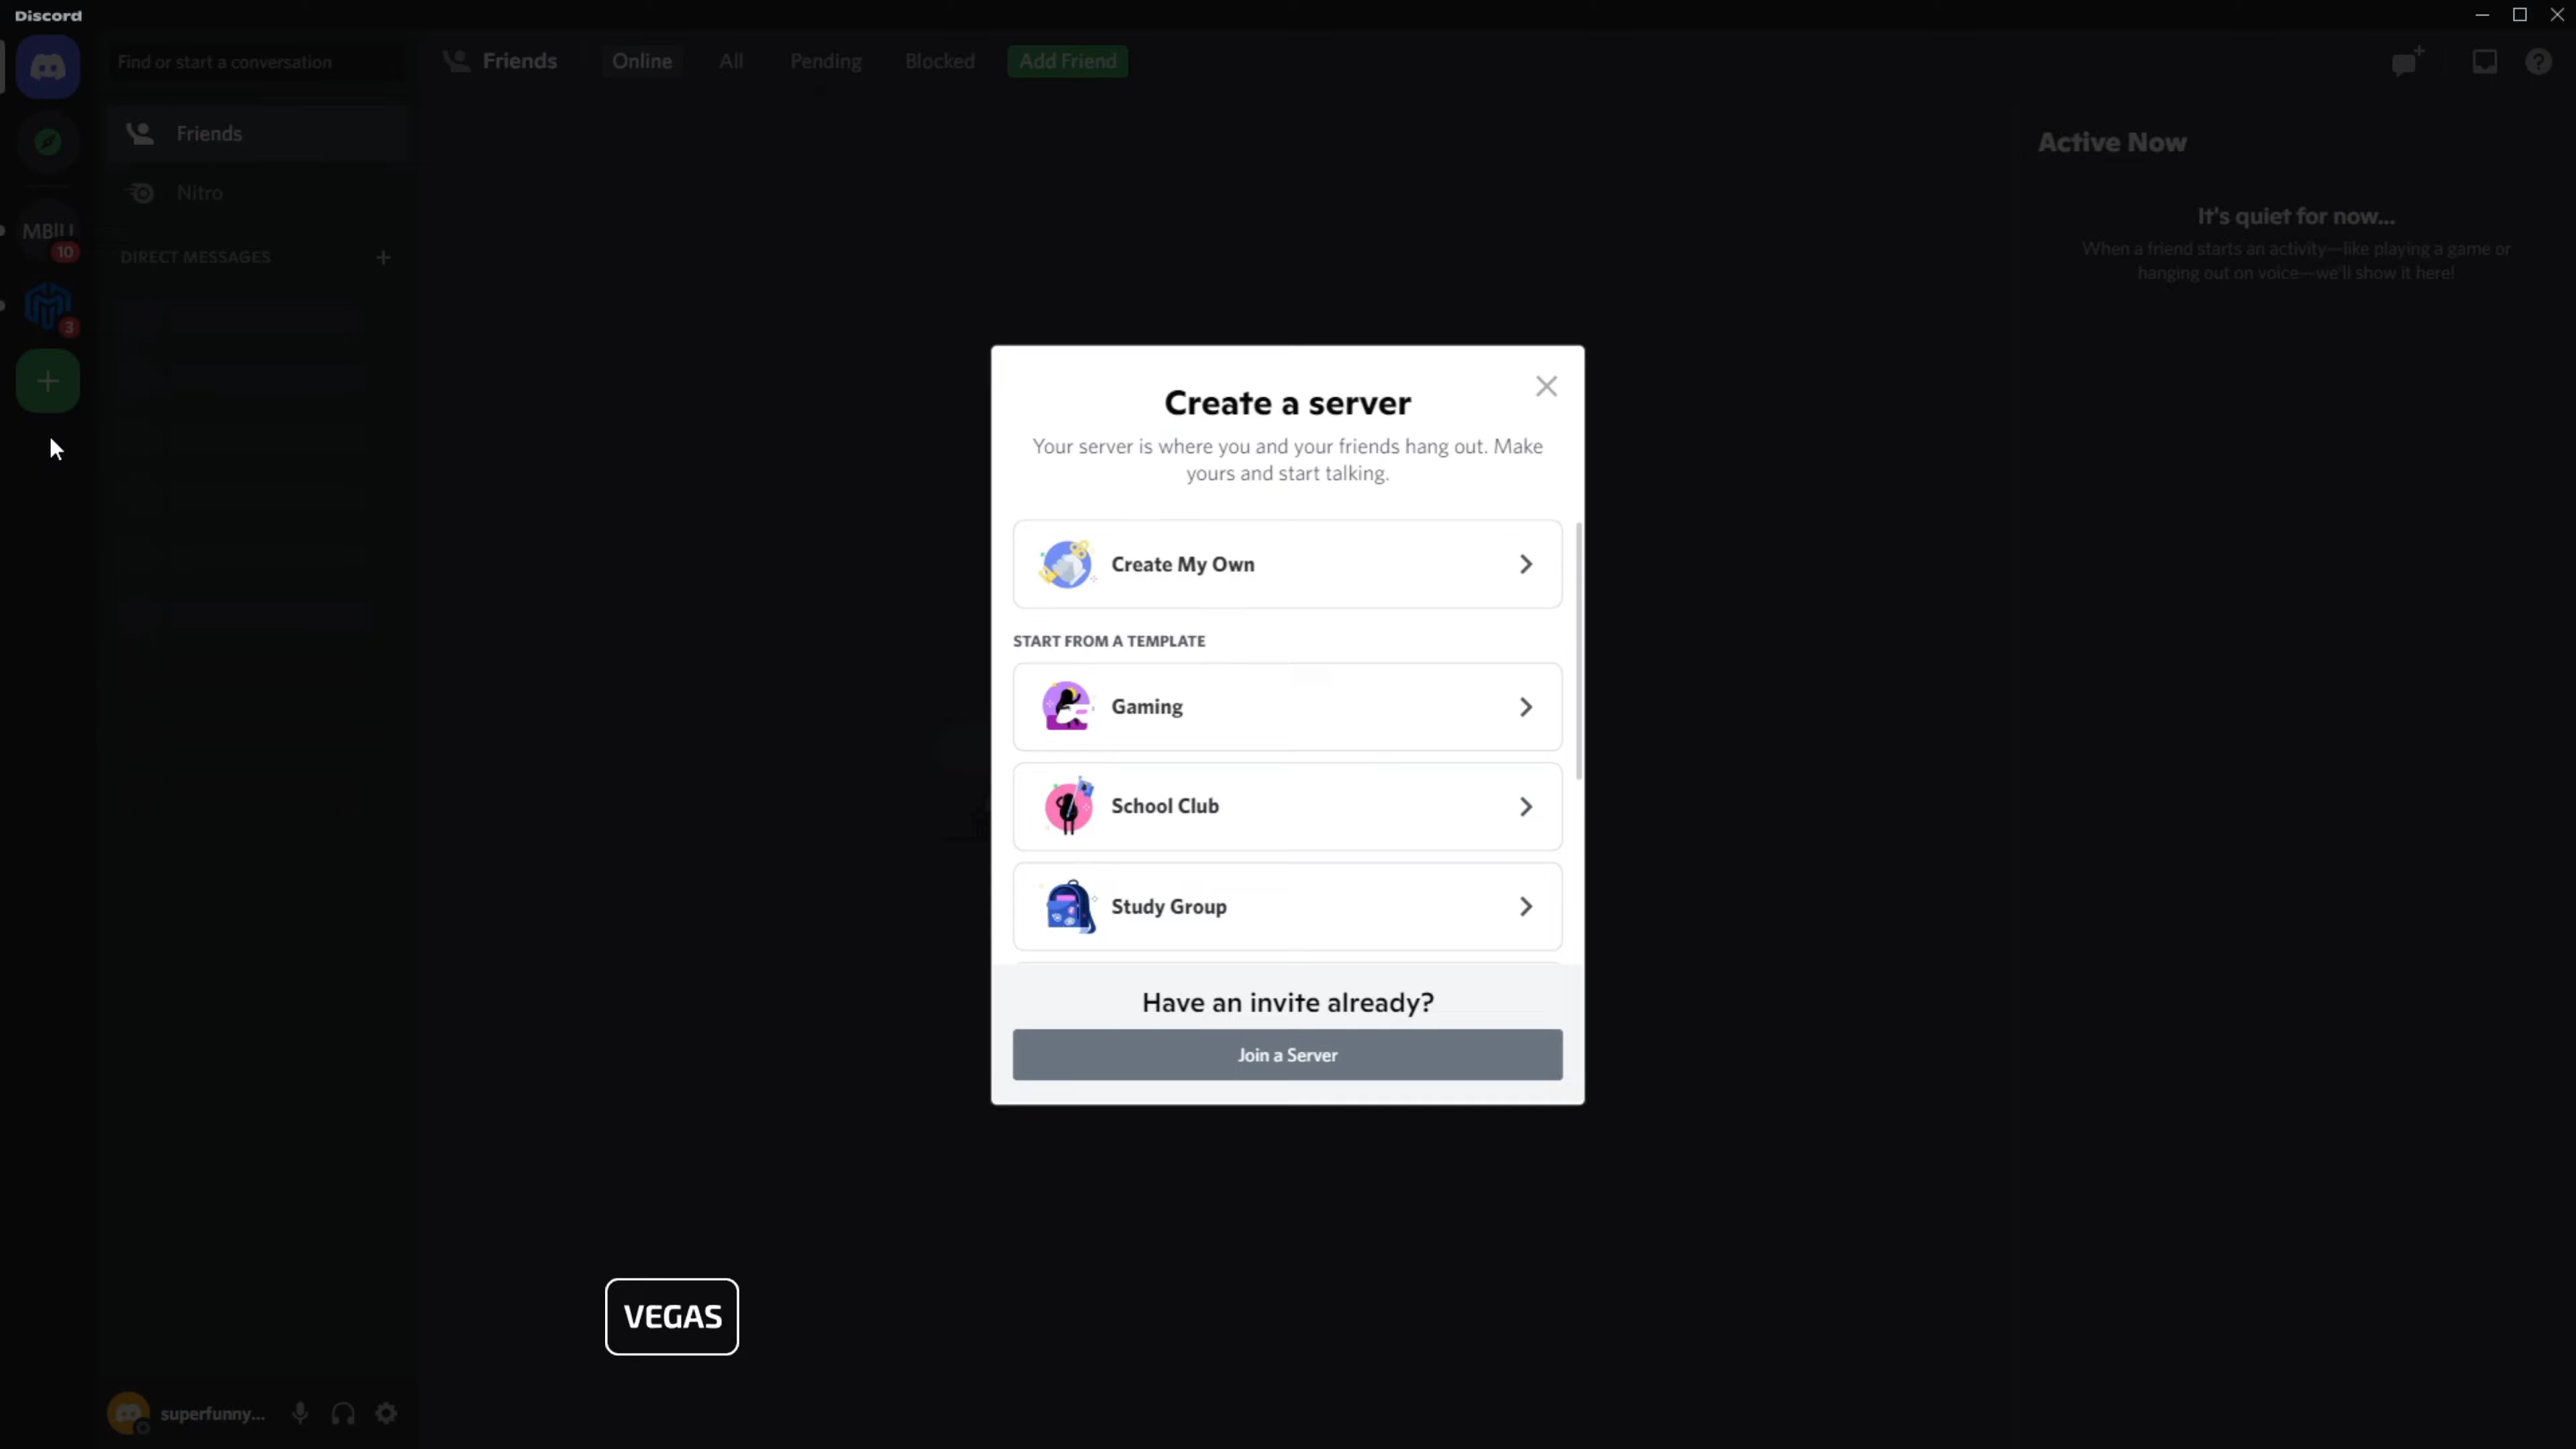 Discord
Find or start a conversation
Friends
Online
All
Pending
Blocked
Add Friend
Friends
Nitro
DIRECT MESSAGES
10
3
Active Now
It's quiet for now...
When a friend starts an activity—like playing a game or
hanging out on voice—we'll show it here!
Create a server
Your server is where you and your friends hang out. Make
yours and start talking.
Create My Own
START FROM A TEMPLATE
Gaming
School Club
Study Group
Have an invite already?
Join a Server
VEGAS
superfunny...